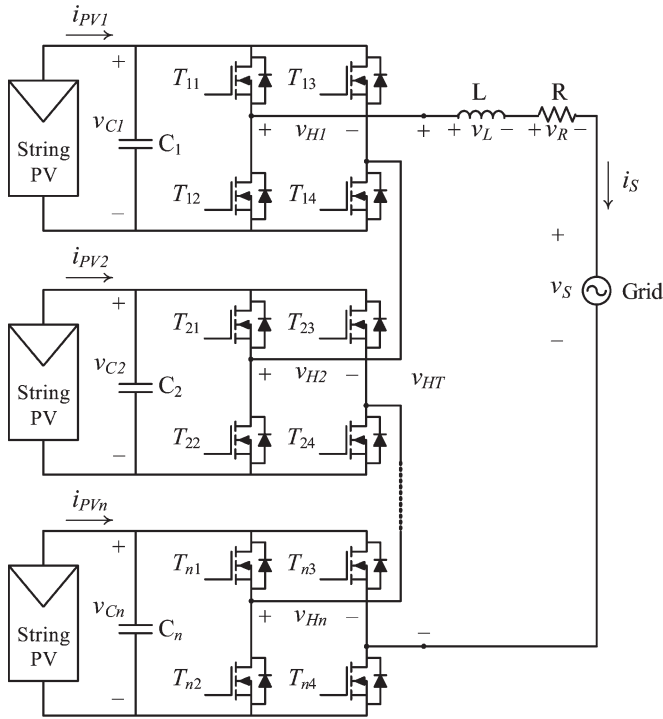 i_PV1
String
PV
v_C1
+
−
C_1
T_11
T_13
+ v_H1 −
T_12
T_14
L
R
+
+ v_L −
+ v_R −
i_S
+
v_S
−
Grid
i_PV2
String
PV
v_C2
+
−
C_2
T_21
T_23
+ v_H2 −
T_22
T_24
v_HT
i_PVn
String
PV
v_Cn
+
−
C_n
T_n1
T_n3
+ v_Hn −
T_n2
T_n4
−